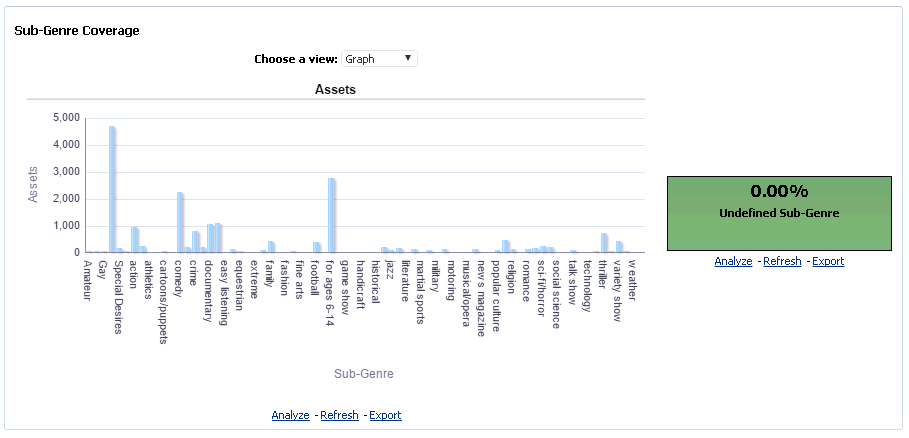 Sub-Genre Coverage
Choose a view: Graph
Assets
5,000
4,000
3,000
2,000
1,000
0
Assets
Amateur
Gay
Special Desires
action
athletics
cartoons/puppets
comedy
crime
documentary
easy listening
equestrian
extreme
family
fashion
fine arts
football
for ages 6-14
game show
handicraft
historical
jazz
literature
martial sports
military
motoring
musical/opera
news magazine
popular culture
religion
romance
sci-fi/horror
social science
talk show
technology
thriller
variety show
weather
Sub-Genre
Analyze - Refresh - Export
0.00%
Undefined Sub-Genre
Analyze - Refresh - Export